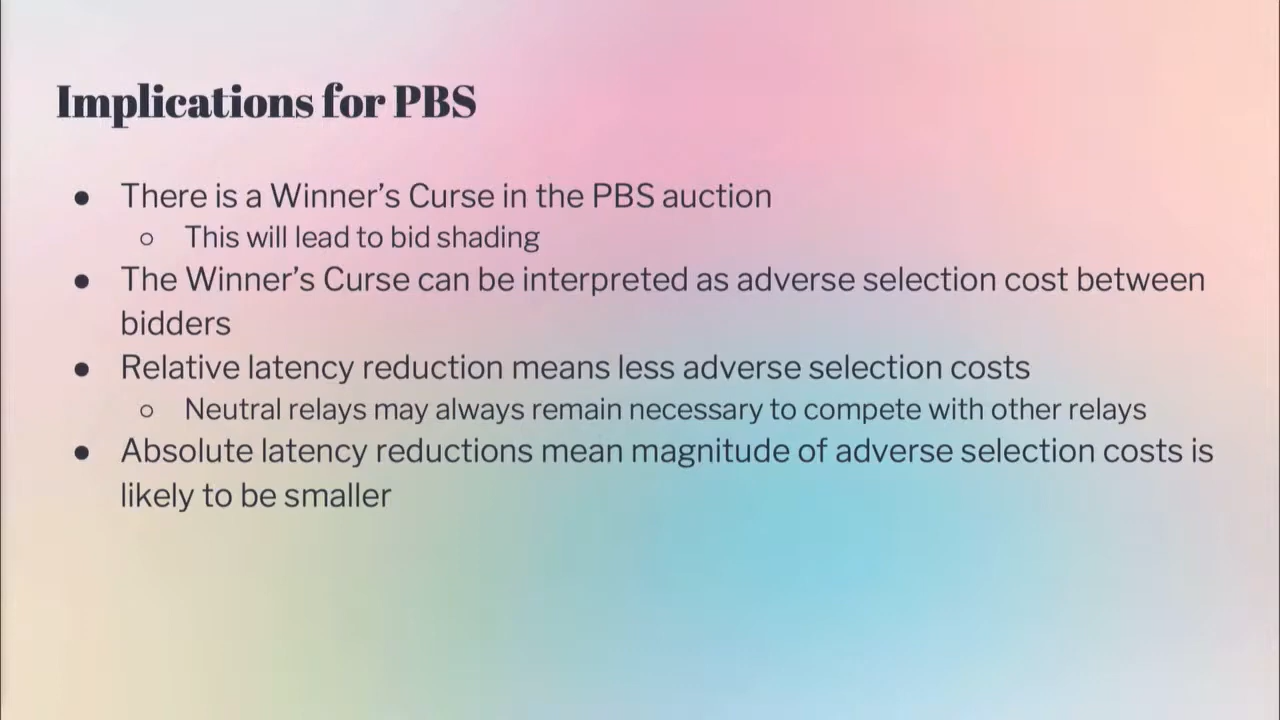 Implications for PBS
● There is a Winner’s Curse in the PBS auction
○ This will lead to bid shading
● The Winner’s Curse can be interpreted as adverse selection cost between
bidders
● Relative latency reduction means less adverse selection costs
○ Neutral relays may always remain necessary to compete with other relays
● Absolute latency reductions mean magnitude of adverse selection costs is
likely to be smaller